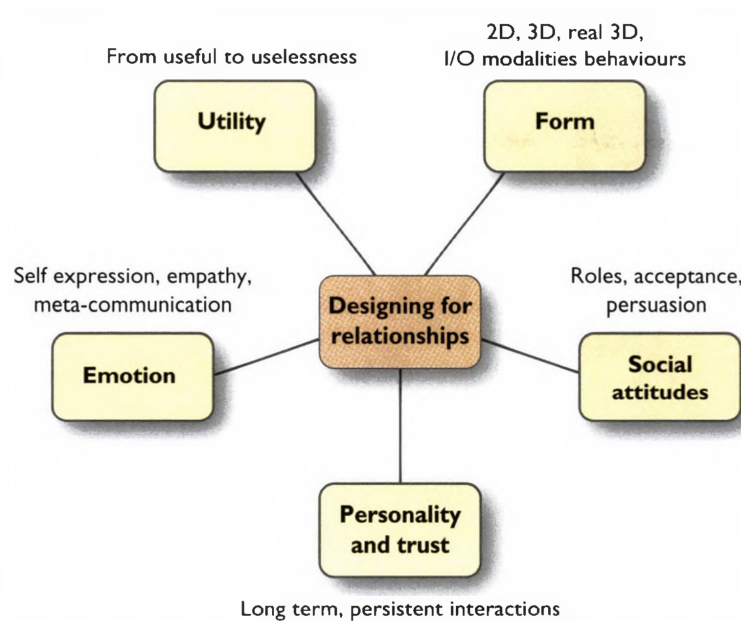 2D, 3D, real 3D,
I/O modalities behaviours
From useful to uselessness
Utility
Form
Self expression, empathy,
meta-communication
Roles, acceptance,
persuasion
Designing for
relationships
Emotion
Social
attitudes
Personality
and trust
Long term, persistent interactions